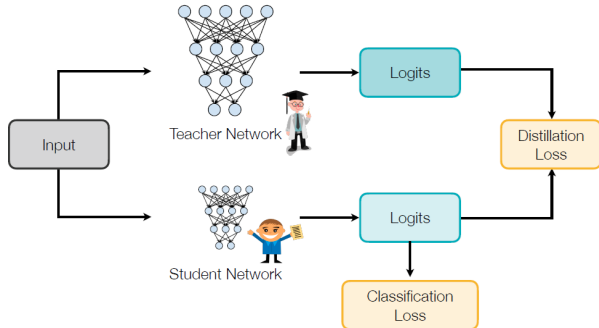 Logits
Input
Teacher Network
Distillation
Loss
Logits
Student Network
Classification
Loss